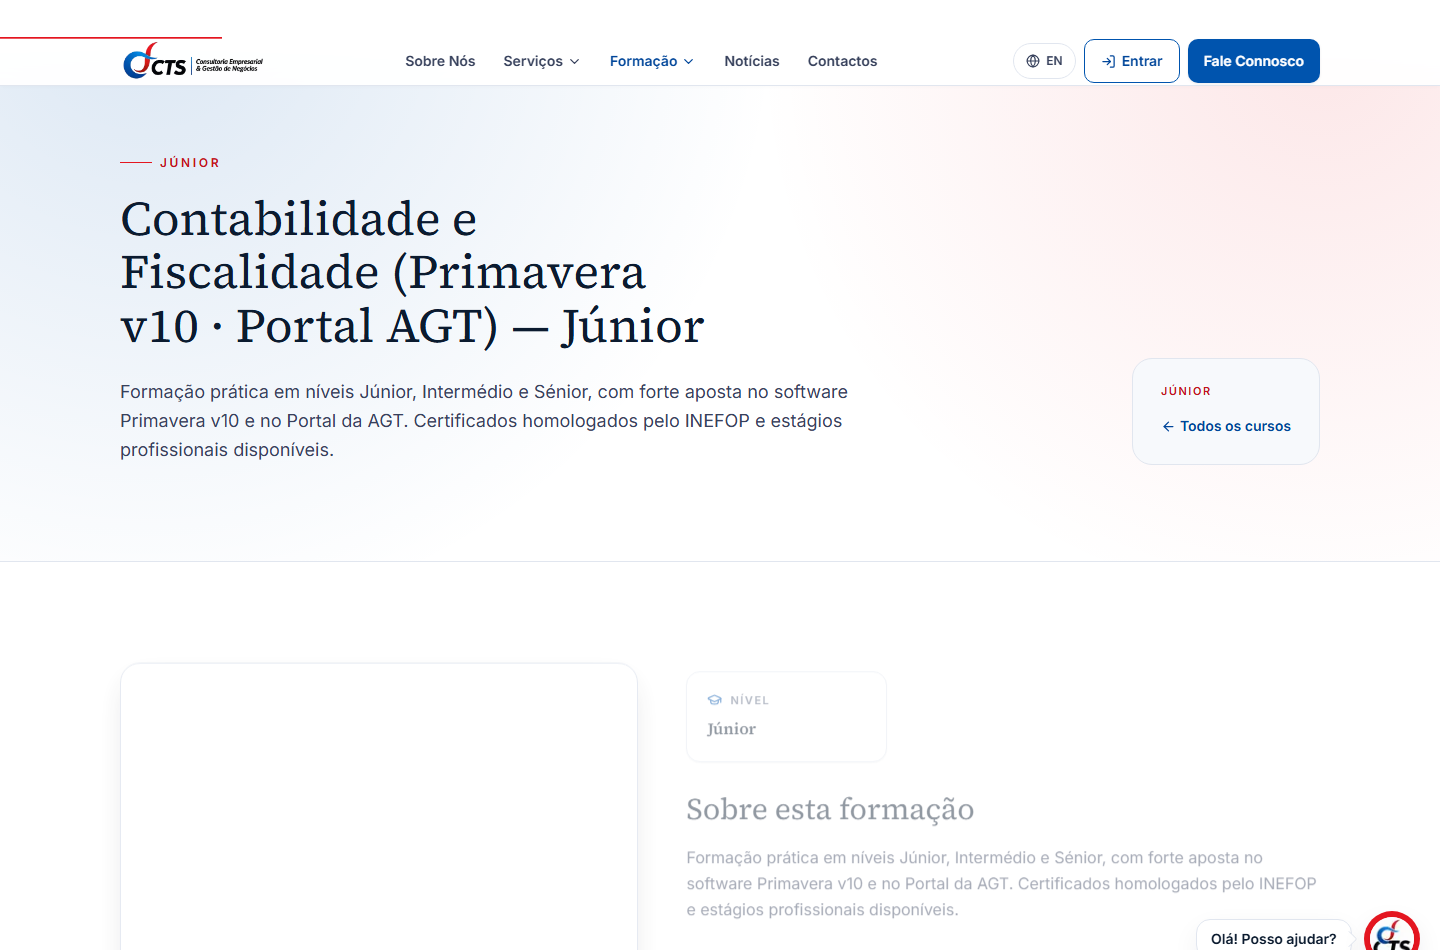 CTS Consultoria Empresarial
& Gestão de Negócios
Sobre Nós Serviços Formação Notícias Contactos EN Entrar Fale Connosco
JÚNIOR
Contabilidade e
Fiscalidade (Primavera
v10 · Portal AGT) — Júnior
Formação prática em níveis Júnior, Intermédio e Sénior, com forte aposta no software
Primavera v10 e no Portal da AGT. Certificados homologados pelo INEFOP e estágios
profissionais disponíveis.
JÚNIOR
← Todos os cursos
NÍVEL
Júnior
Sobre esta formação
Formação prática em níveis Júnior, Intermédio e Sénior, com forte aposta no
software Primavera v10 e no Portal da AGT. Certificados homologados pelo INEFOP
e estágios profissionais disponíveis.
Olá! Posso ajudar?
CTS